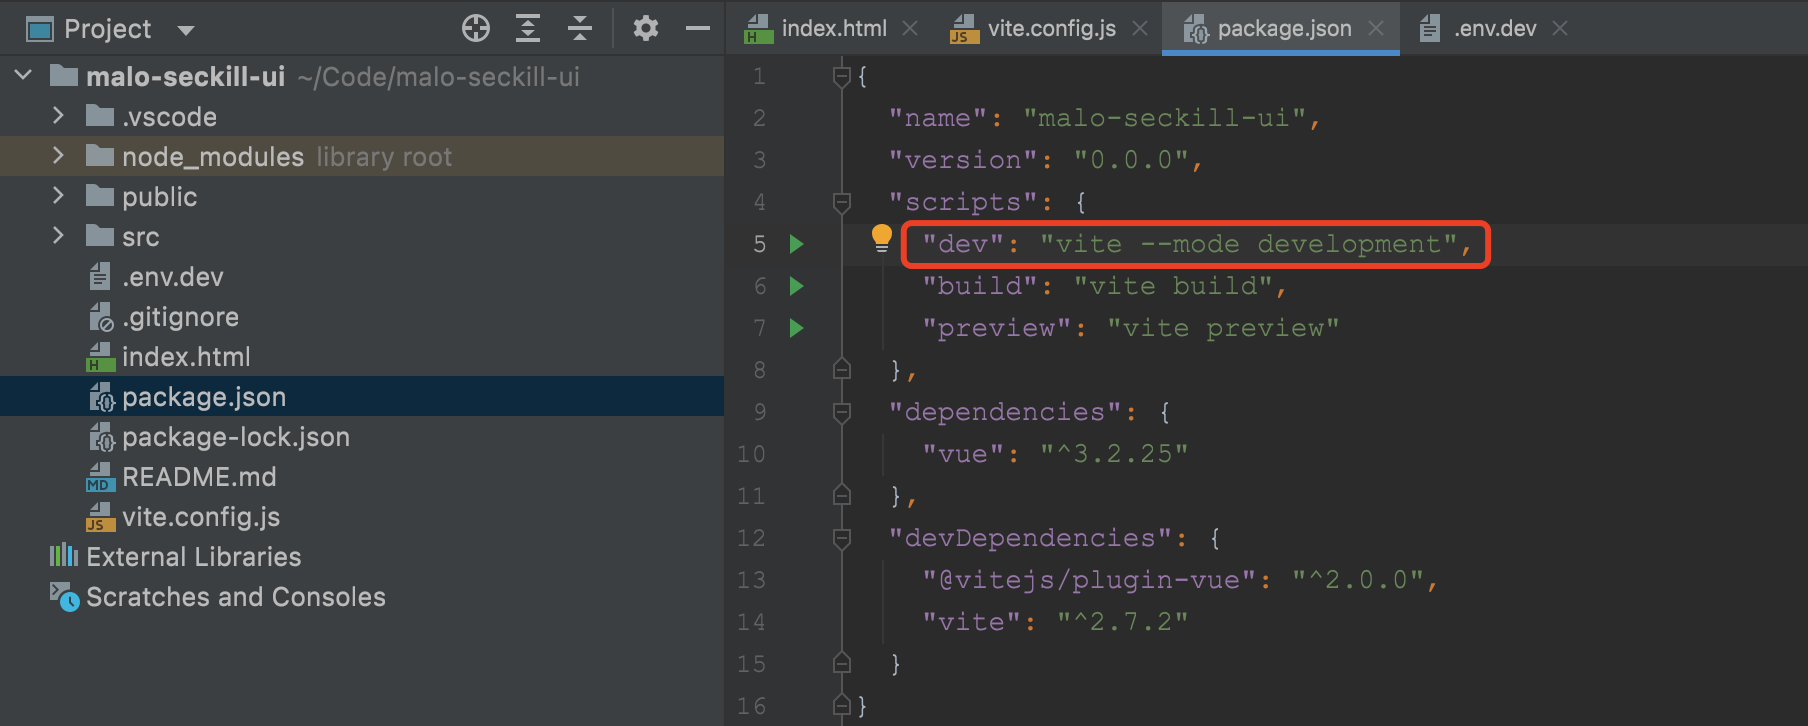 Project
malo-seckill-ui ~/Code/malo-seckill-ui
.vscode
node_modules library root
public
src
.env.dev
.gitignore
index.html
package.json
package-lock.json
README.md
vite.config.js
External Libraries
Scratches and Consoles
index.html vite.config.js package.json .env.dev
1 {
2 "name": "malo-seckill-ui",
3 "version": "0.0.0",
4 "scripts": {
5 "dev": "vite --mode development",
6 "build": "vite build",
7 "preview": "vite preview"
8 },
9 "dependencies": {
10 "vue": "^3.2.25"
11 },
12 "devDependencies": {
13 "@vitejs/plugin-vue": "^2.0.0",
14 "vite": "^2.7.2"
15 }
16 }